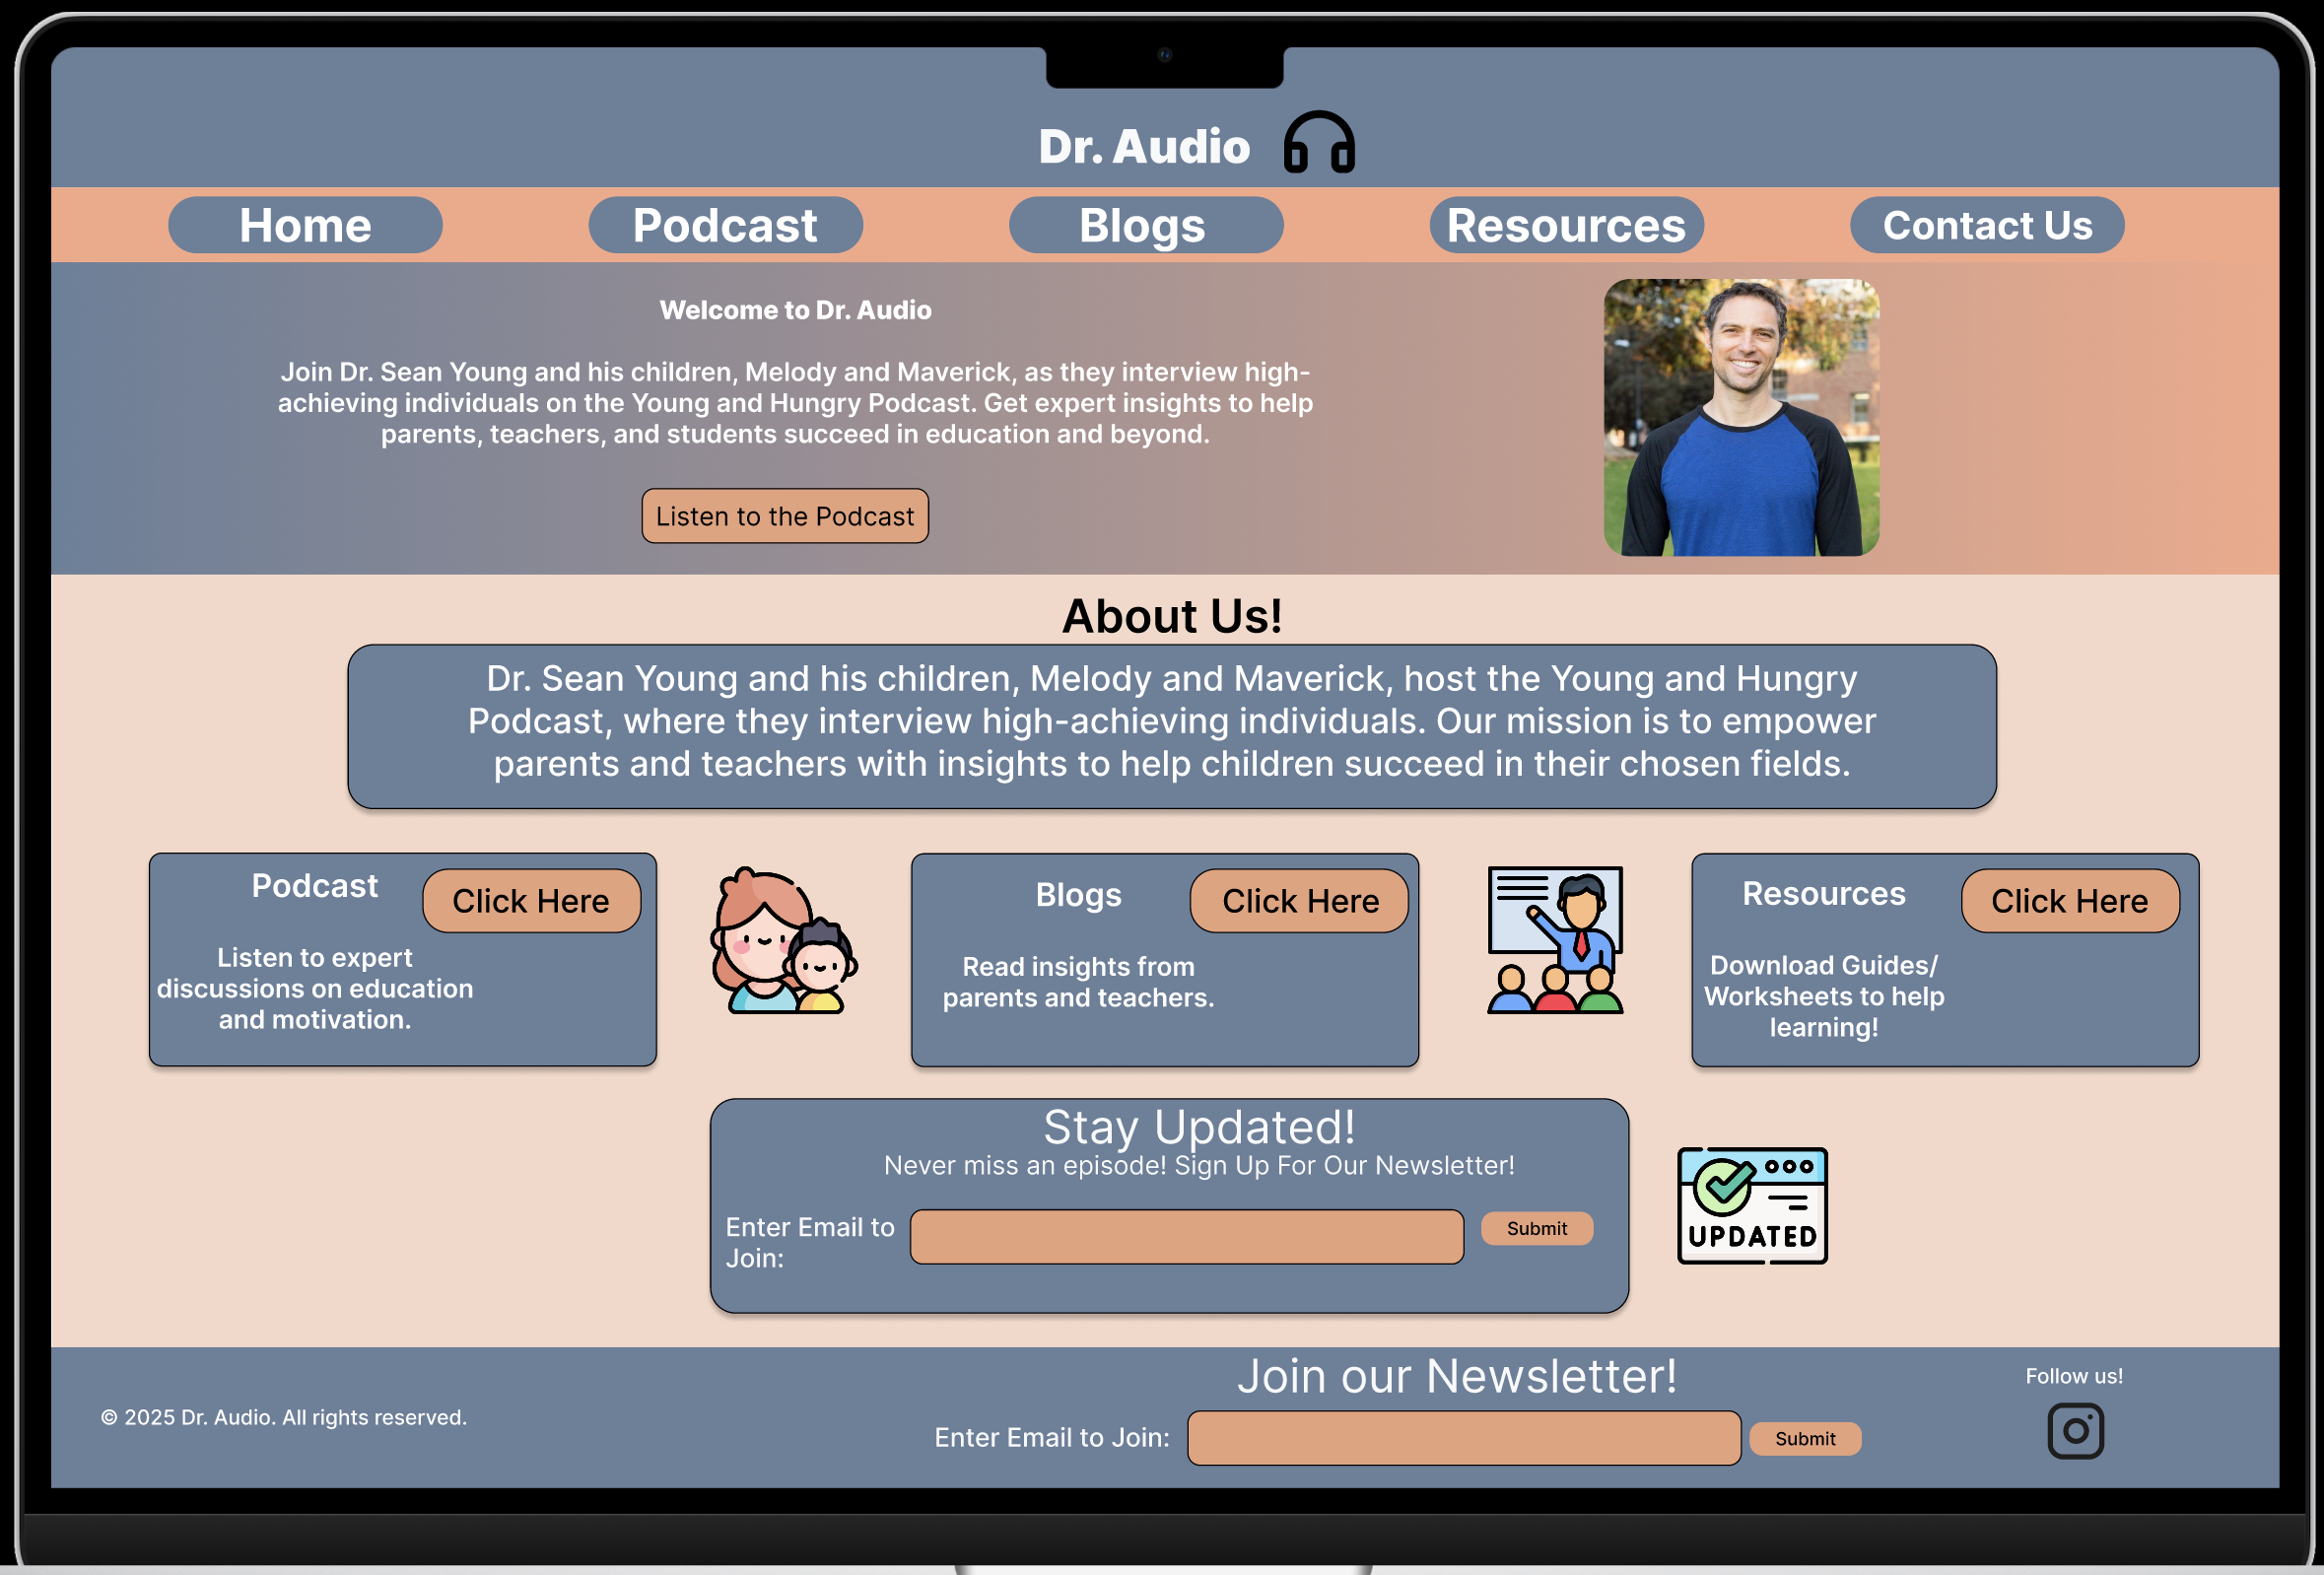 Dr. Audio
Home
Podcast
Blogs
Resources
Contact Us
Welcome to Dr. Audio
Join Dr. Sean Young and his children, Melody and Maverick, as they interview high-
achieving individuals on the Young and Hungry Podcast. Get expert insights to help
parents, teachers, and students succeed in education and beyond.
Listen to the Podcast
About Us!
Dr. Sean Young and his children, Melody and Maverick, host the Young and Hungry
Podcast, where they interview high-achieving individuals. Our mission is to empower
parents and teachers with insights to help children succeed in their chosen fields.
Podcast
Click Here
Listen to expert
discussions on education
and motivation.
Blogs
Click Here
Read insights from
parents and teachers.
Resources
Click Here
Download Guides/
Worksheets to help
learning!
Stay Updated!
Never miss an episode! Sign Up For Our Newsletter!
Enter Email to
Join:
Submit
UPDATED
© 2025 Dr. Audio. All rights reserved.
Join our Newsletter!
Enter Email to Join:
Submit
Follow us!